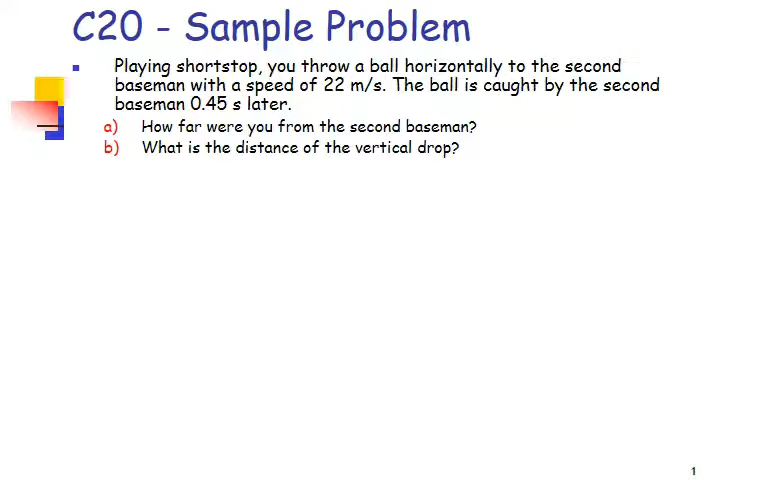 C20 - Sample Problem
Playing shortstop, you throw a ball horizontally to the second
baseman with a speed of 22 m/s. The ball is caught by the second
baseman 0.45 s later.
a) How far were you from the second baseman?
b) What is the distance of the vertical drop?
1